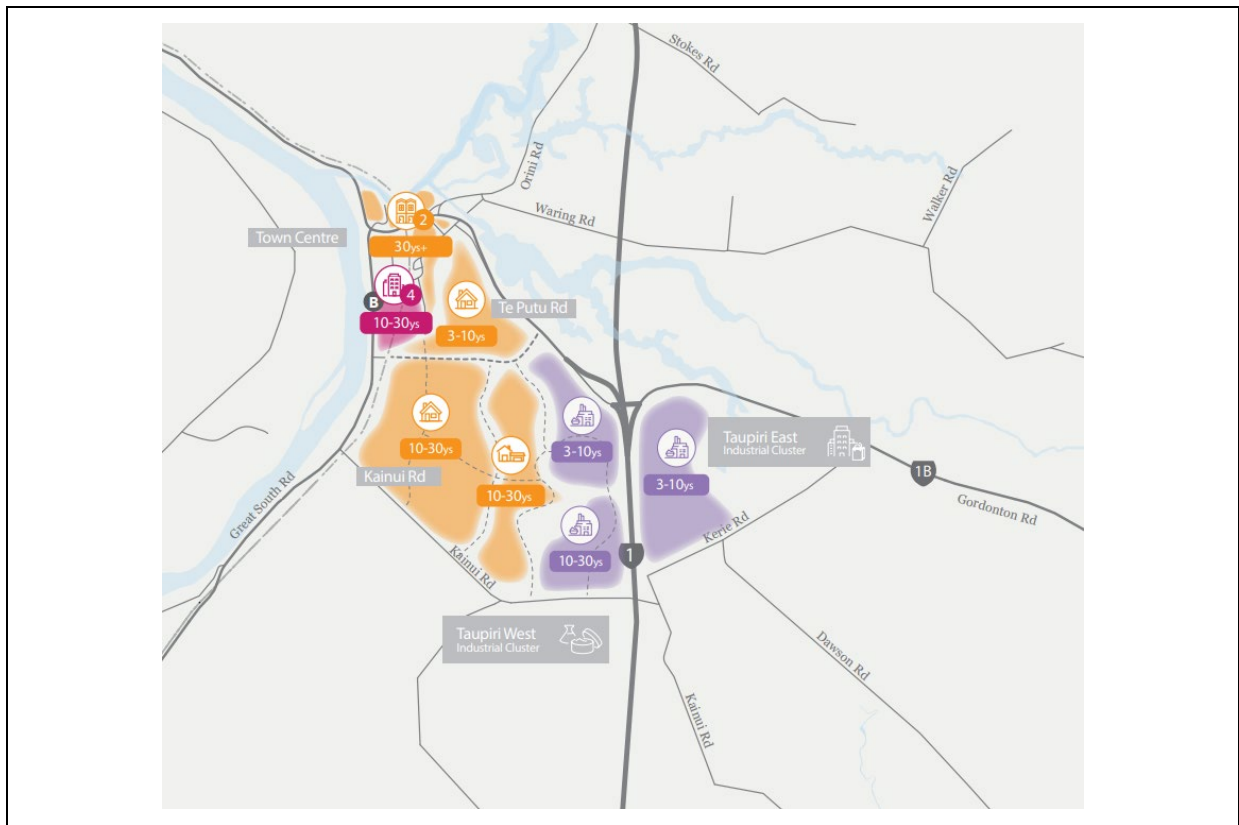 Stokes Rd
Orini Rd
Walker Rd
Waring Rd
Town Centre
2
30ys+
4
B
10-30ys
Te Putu Rd
3-10ys
10-30ys
Kainui Rd
10-30ys
3-10ys
3-10ys
Taupiri East
Industrial Cluster
1B
Gordonton Rd
Great South Rd
Kerie Rd
Kainui Rd
10-30ys
1
Taupiri West
Industrial Cluster
Dawson Rd
Kainui Rd